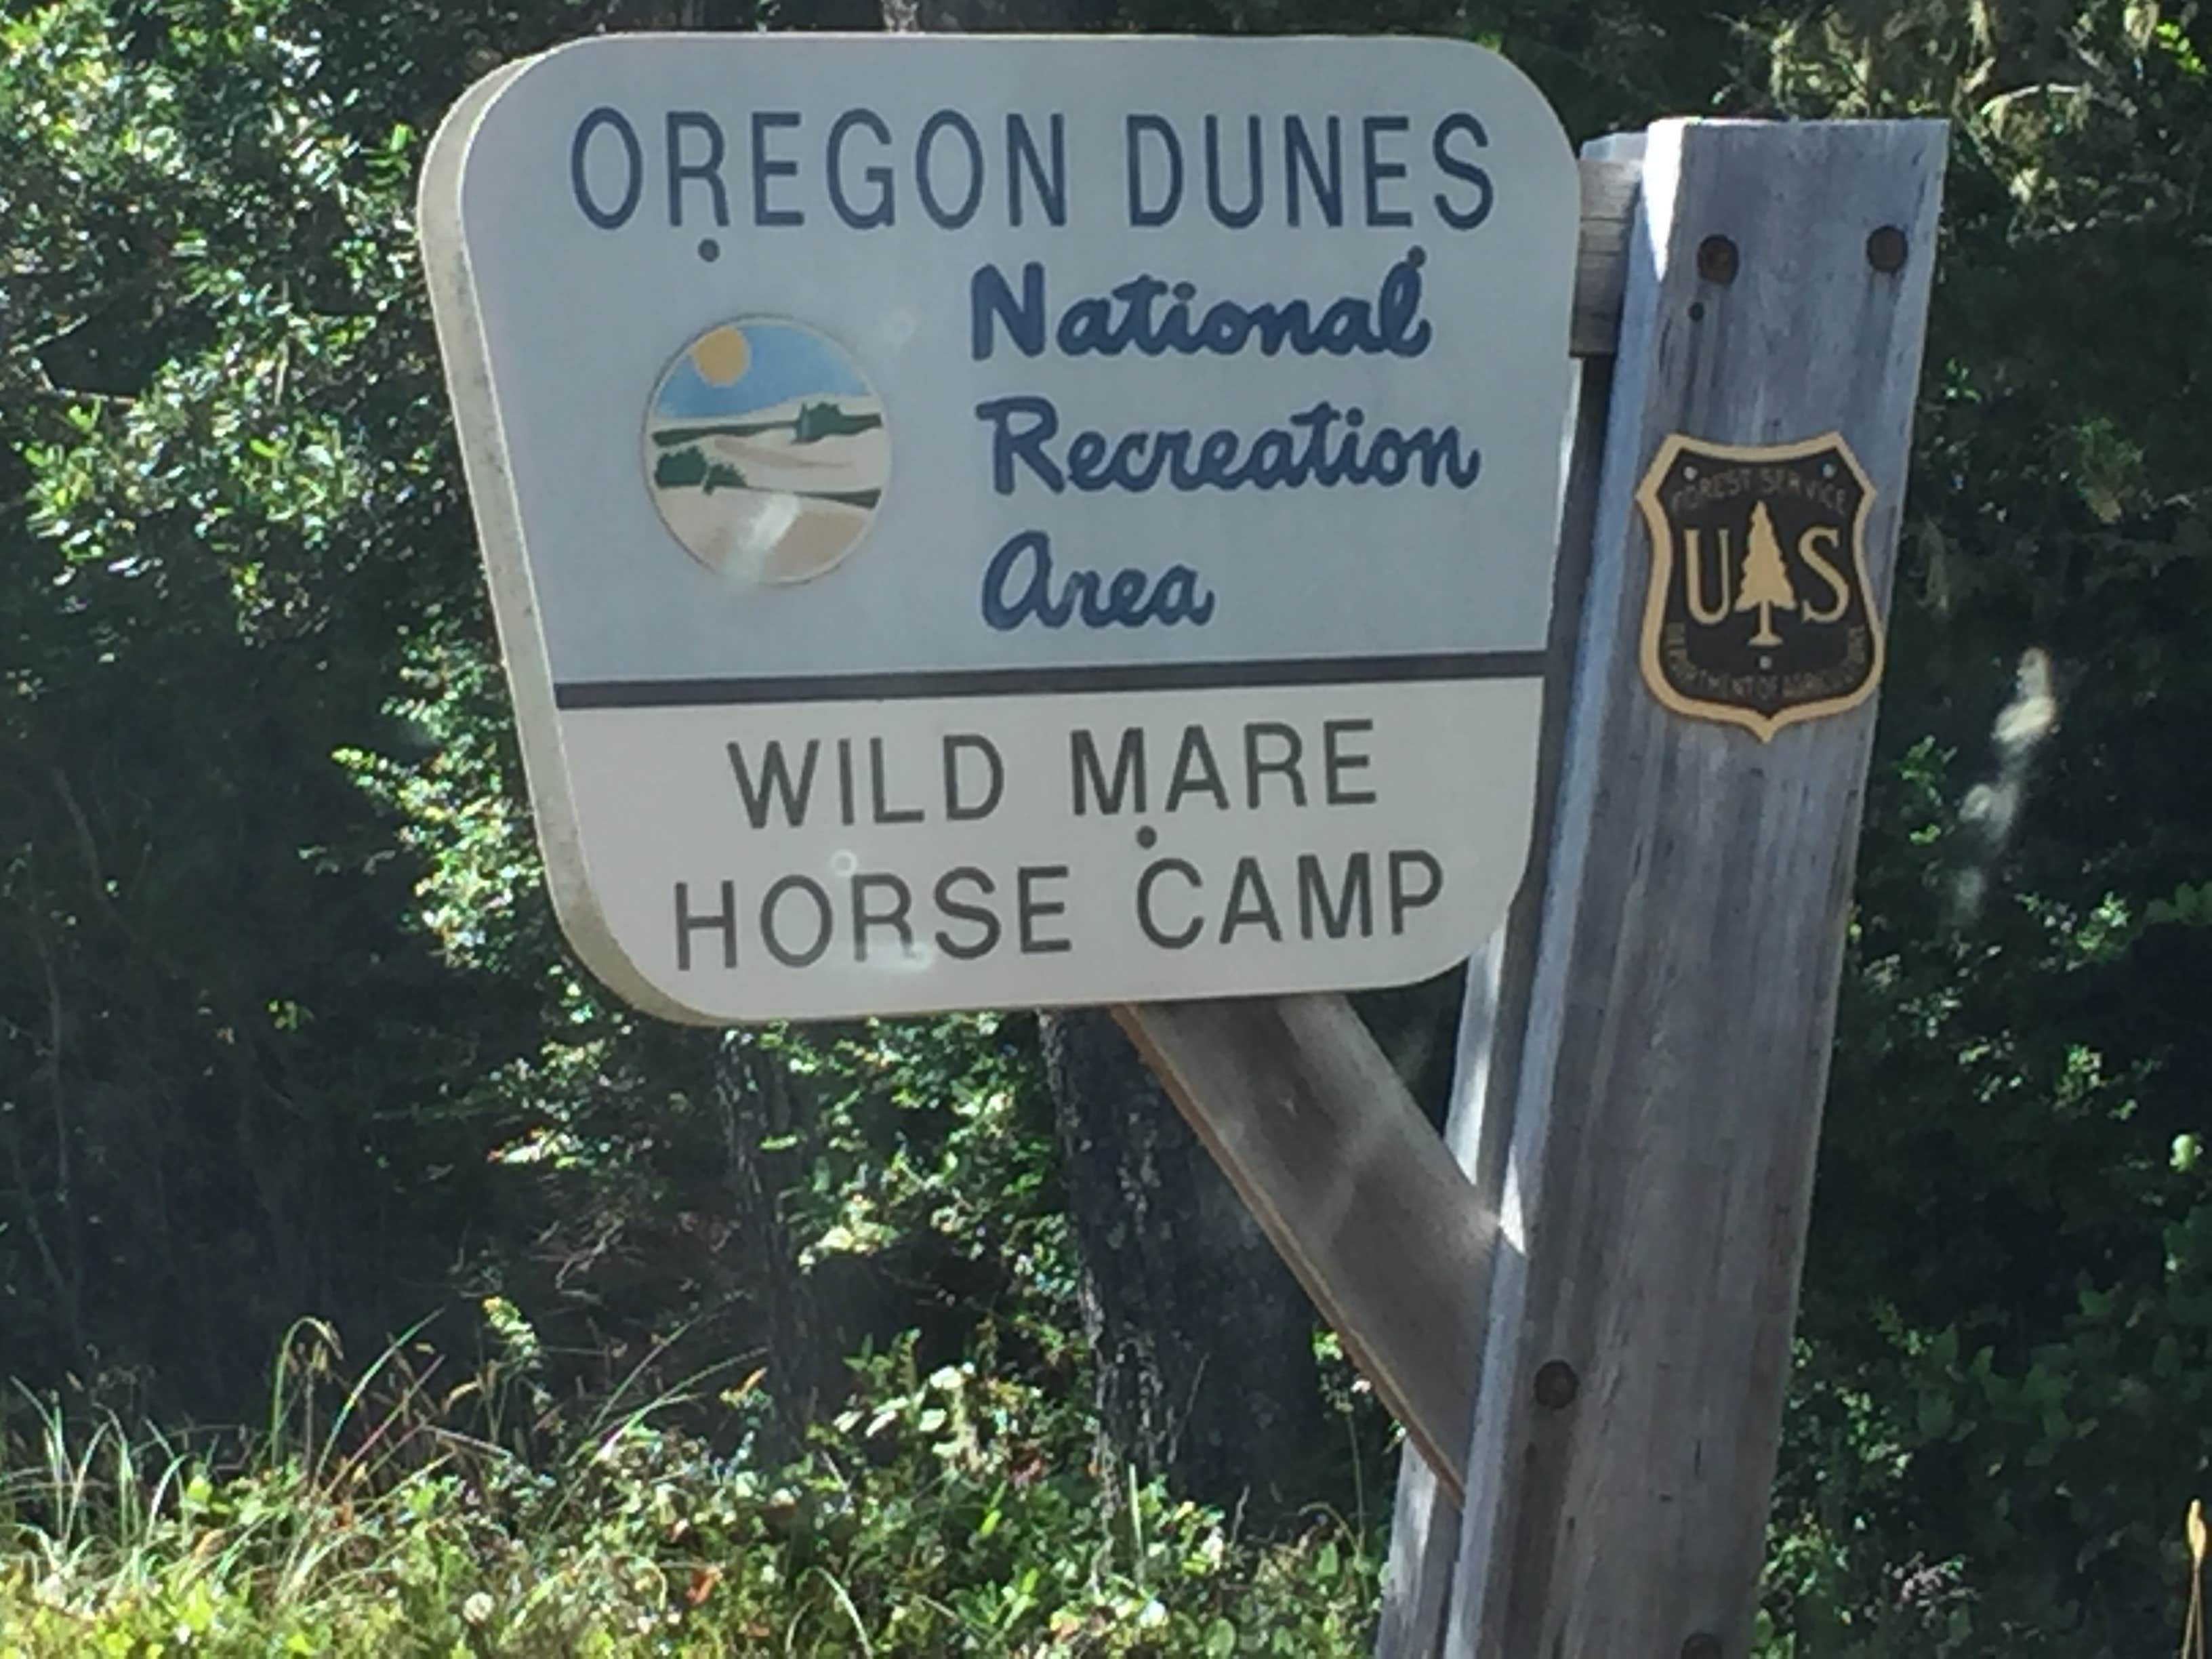 OREGON DUNES
National
Recreation
Area
WILD MARE
HORSE CAMP
FOREST SERVICE
U S
DEPARTMENT OF AGRICULTURE